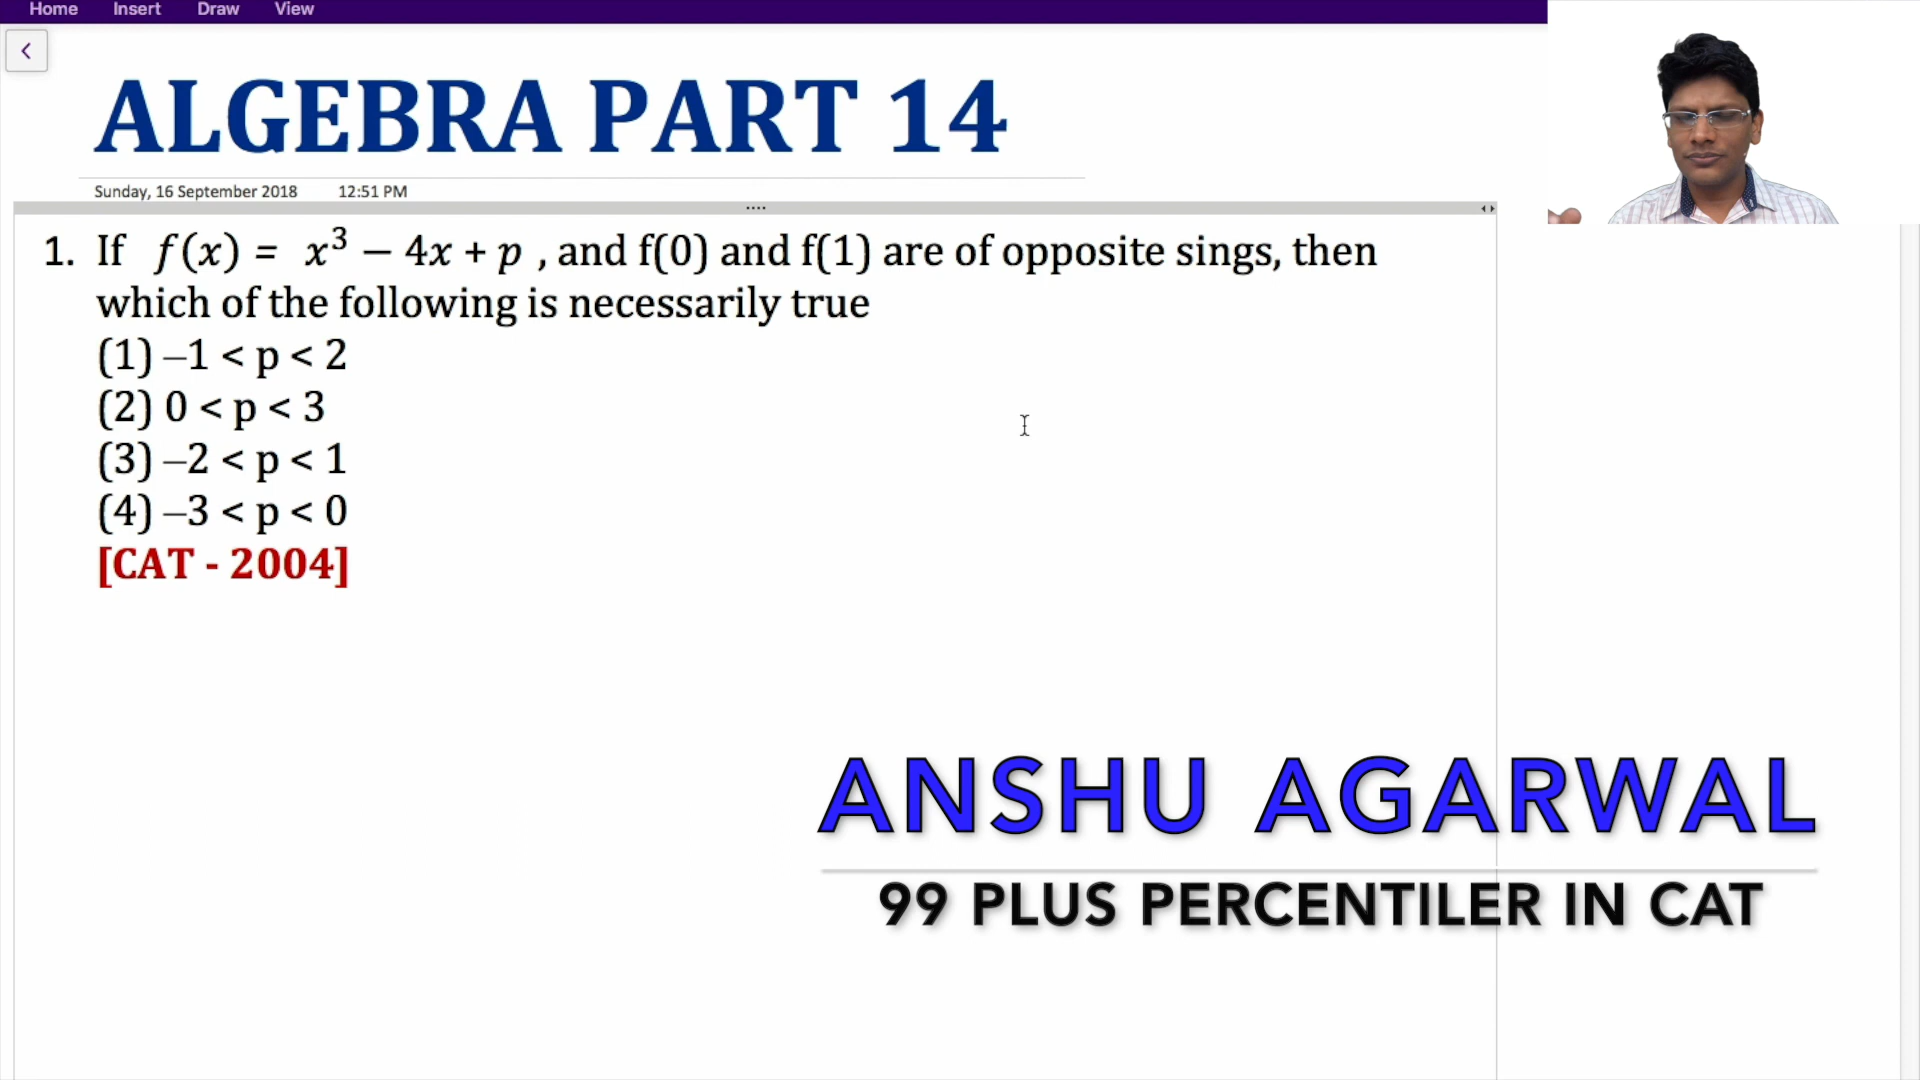 Home Insert Draw View
ALGEBRA PART 14
Sunday, 16 September 2018 12:51 PM
1. If f(x) = x³ − 4x + p , and f(0) and f(1) are of opposite sings, then
which of the following is necessarily true
(1) –1 < p < 2
(2) 0 < p < 3
(3) –2 < p < 1
(4) –3 < p < 0
[CAT - 2004]
ANSHU AGARWAL
99 PLUS PERCENTILER IN CAT